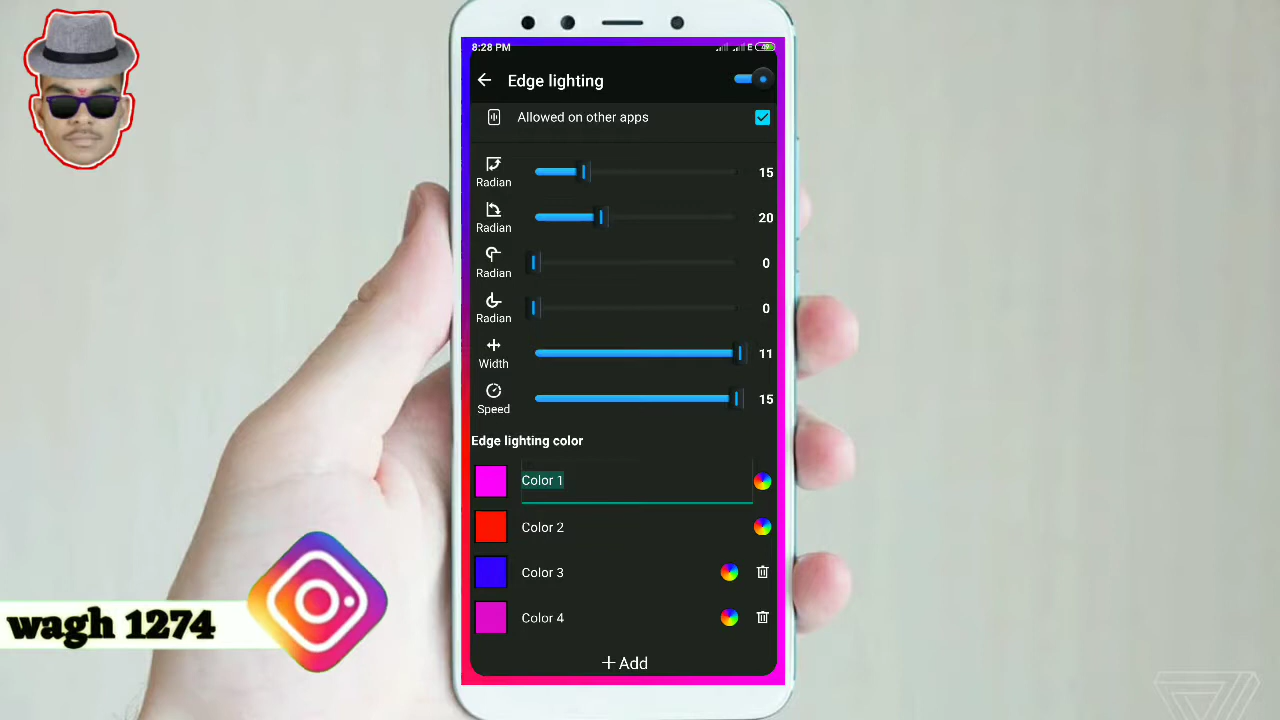 8:28 PM
E 49
Edge lighting
Allowed on other apps
Radian
15
Radian
20
Radian
0
Radian
0
Width
11
Speed
15
Edge lighting color
Color 1
Color 2
Color 3
Color 4
+ Add
wagh 1274